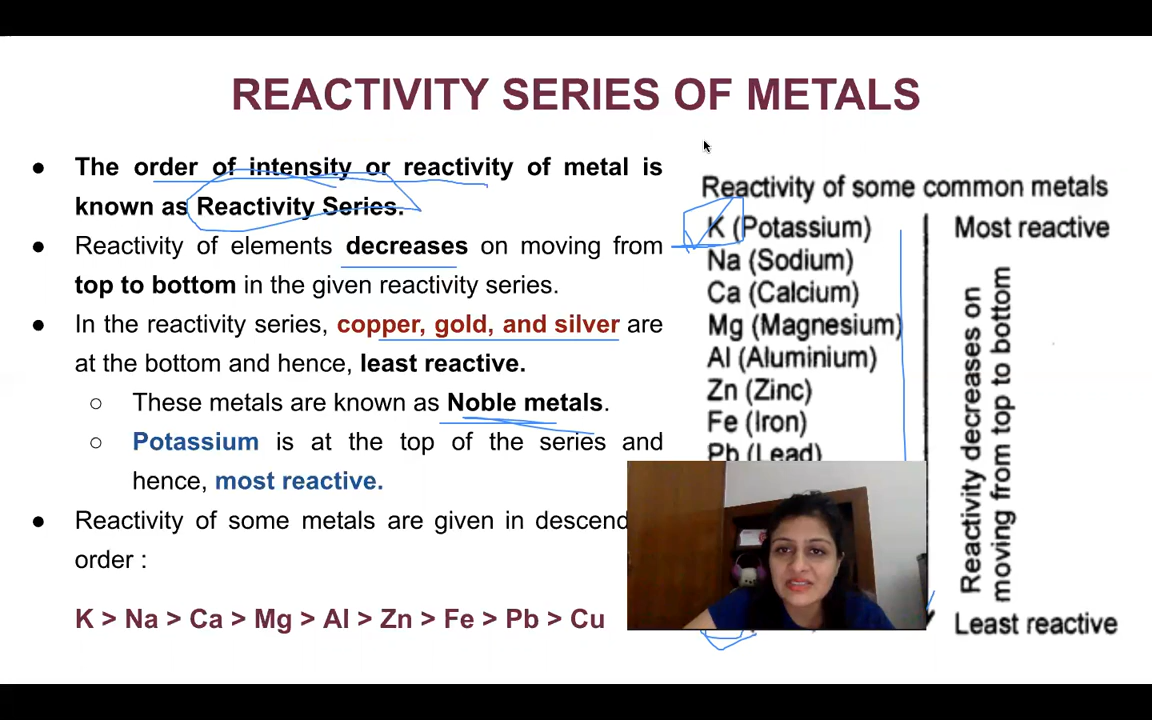 REACTIVITY SERIES OF METALS
● The order of intensity or reactivity of metal is
known as Reactivity Series.
● Reactivity of elements decreases on moving from
top to bottom in the given reactivity series.
● In the reactivity series, copper, gold, and silver are
at the bottom and hence, least reactive.
○ These metals are known as Noble metals.
○ Potassium is at the top of the series and
hence, most reactive.
● Reactivity of some metals are given in
order :
K > Na > Ca > Mg > Al > Zn > Fe > Pb > Cu
Reactivity of some common metals
K (Potassium)
Na (Sodium)
Ca (Calcium)
Mg (Magnesium)
Al (Aluminium)
Zn (Zinc)
Fe (Iron)
Pb (Lead)
Most reactive
Reactivity decreases on
moving from top to bottom
Least reactive